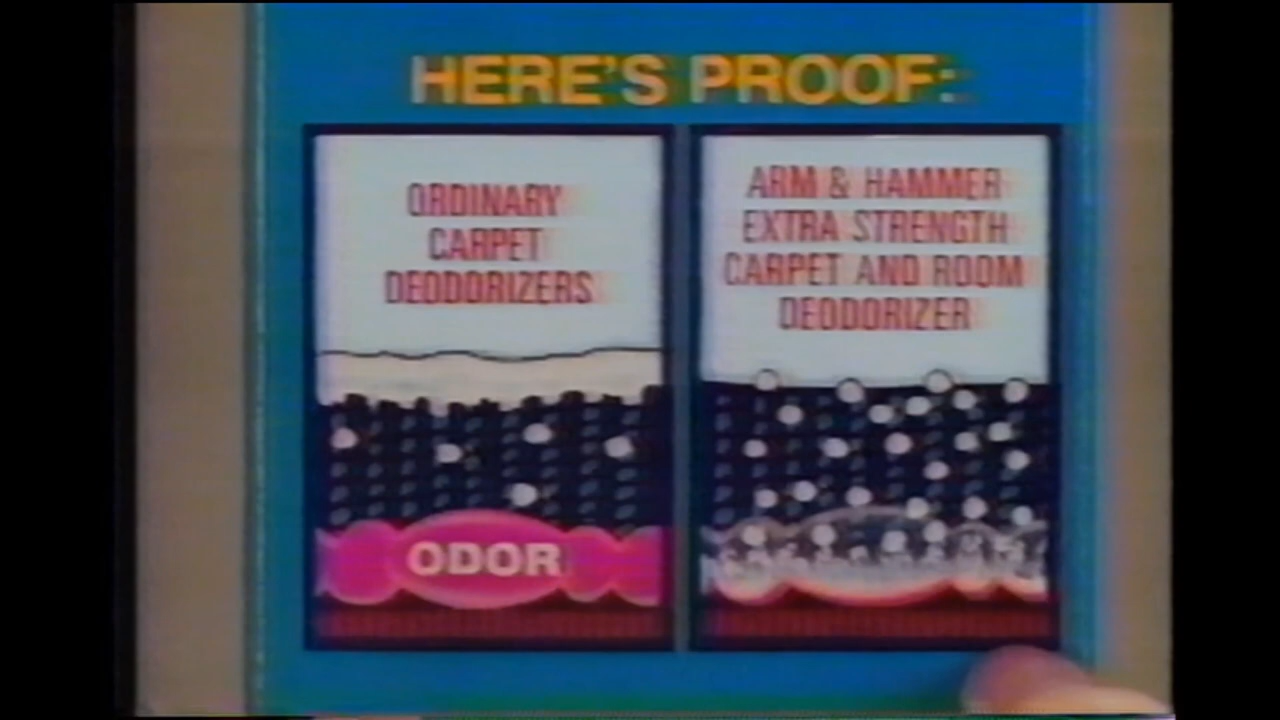 HERE'S PROOF:
ORDINARY
CARPET
DEODORIZERS
ODOR
ARM & HAMMER
EXTRA STRENGTH
CARPET AND ROOM
DEODORIZER